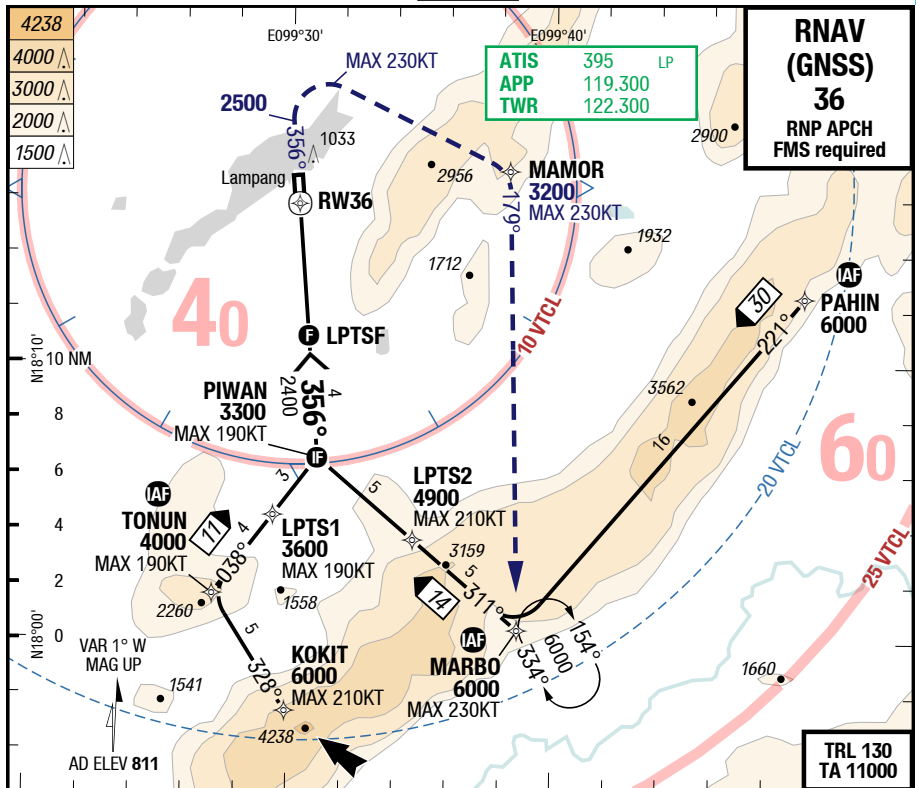 4238
4000
3000
2000
1500
E099°30'
E099°40'
RNAV
(GNSS)
36
RNP APCH
FMS required
ATIS 395 LP
APP 119.300
TWR 122.300
MAX 230KT
2500
356°
1033
Lampang
RW36
2956
2900
MAMOR
3200
MAX 230KT
179°
1932
1712
40
10 VTCL
IAF
PAHIN
6000
30
221°
F
LPTSF
N18°10'
10 NM
PIWAN
3300
MAX 190KT
2400
356°
4
3562
16
8
IF
6
60
20 VTCL
3
5
LPTS2
4900
MAX 210KT
IAF
TONUN
4000
MAX 190KT
11
038°
4
LPTS1
3600
MAX 190KT
4
3159
5
25 VTCL
2
2260
1558
14
311°
5
N18°00'
0
IAF
MARBO
6000
MAX 230KT
334°
6000
154°
VAR 1° W
MAG UP
KOKIT
6000
MAX 210KT
328°
1541
1660
4238
AD ELEV 811
TRL 130
TA 11000